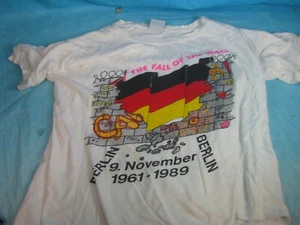 THE FALL OF THE WALL
BERLIN
BERLIN
9. November
1961-1989